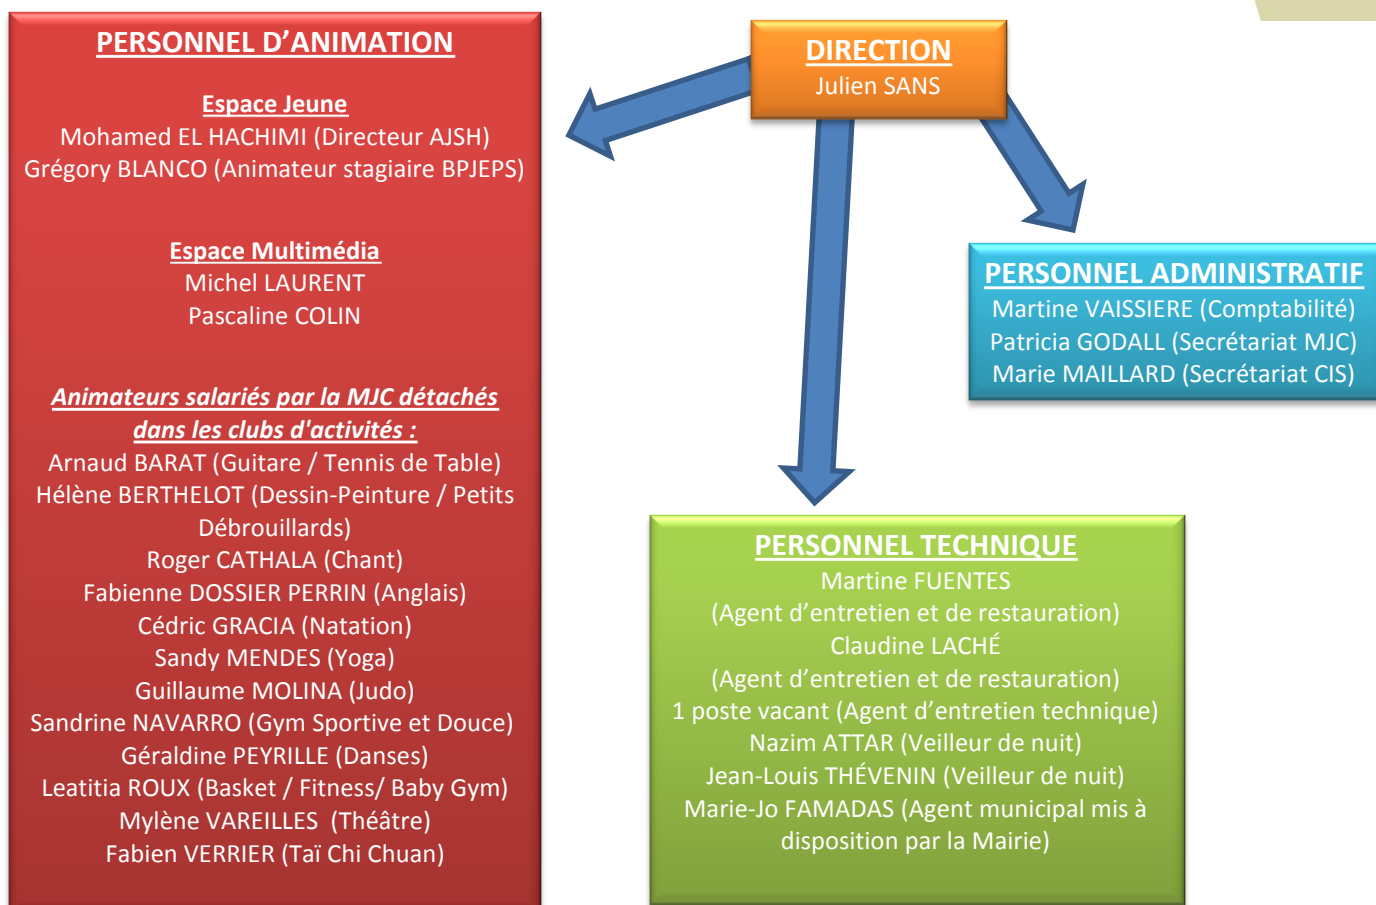 PERSONNEL D’ANIMATION
Espace Jeune
Mohamed EL HACHIMI (Directeur AJSH)
Grégory BLANCO (Animateur stagiaire BPJEPS)
Espace Multimédia
Michel LAURENT
Pascaline COLIN
Animateurs salariés par la MJC détachés
dans les clubs d'activités :
Arnaud BARAT (Guitare / Tennis de Table)
Hélène BERTHELOT (Dessin-Peinture / Petits
Débrouillards)
Roger CATHALA (Chant)
Fabienne DOSSIER PERRIN (Anglais)
Cédric GRACIA (Natation)
Sandy MENDES (Yoga)
Guillaume MOLINA (Judo)
Sandrine NAVARRO (Gym Sportive et Douce)
Géraldine PEYRILLE (Danses)
Leatitia ROUX (Basket / Fitness/ Baby Gym)
Mylène VAREILLES  (Théâtre)
Fabien VERRIER (Taï Chi Chuan)
DIRECTION
Julien SANS
PERSONNEL ADMINISTRATIF
Martine VAISSIERE (Comptabilité)
Patricia GODALL (Secrétariat MJC)
Marie MAILLARD (Secrétariat CIS)
PERSONNEL TECHNIQUE
Martine FUENTES
(Agent d’entretien et de restauration)
Claudine LACHÉ
(Agent d’entretien et de restauration)
1 poste vacant (Agent d’entretien technique)
Nazim ATTAR (Veilleur de nuit)
Jean-Louis THÉVENIN (Veilleur de nuit)
Marie-Jo FAMADAS (Agent municipal mis à
disposition par la Mairie)